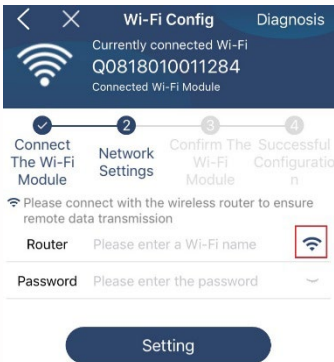 Wi-Fi Config
Diagnosis
Currently connected Wi-Fi
Q0818010011284
Connected Wi-Fi Module
2
3
4
Connect
The Wi-Fi
Module
Network
Settings
Confirm The
Wi-Fi
Module
Successful
Configuratio
n
Please connect with the wireless router to ensure
remote data transmission
Router Please enter a Wi-Fi name
Password Please enter the password
Setting